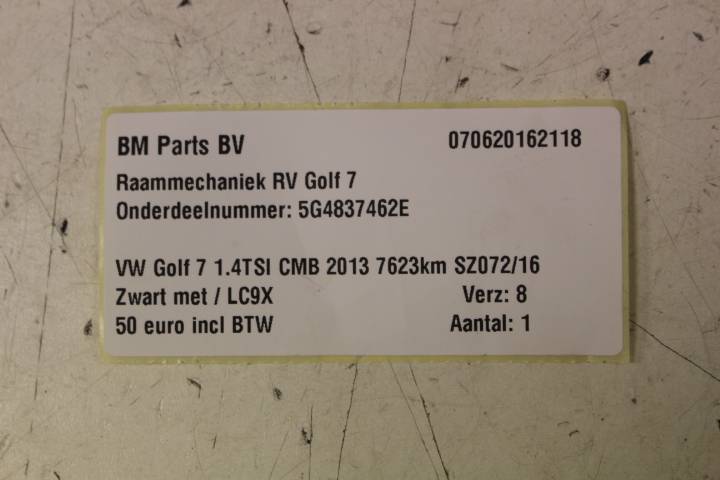 BM Parts BV 070620162118
Raammechaniek RV Golf 7
Onderdeelnummer: 5G4837462E
VW Golf 7 1.4TSI CMB 2013 7623km SZ072/16
Zwart met / LC9X Verz: 8
50 euro incl BTW Aantal: 1